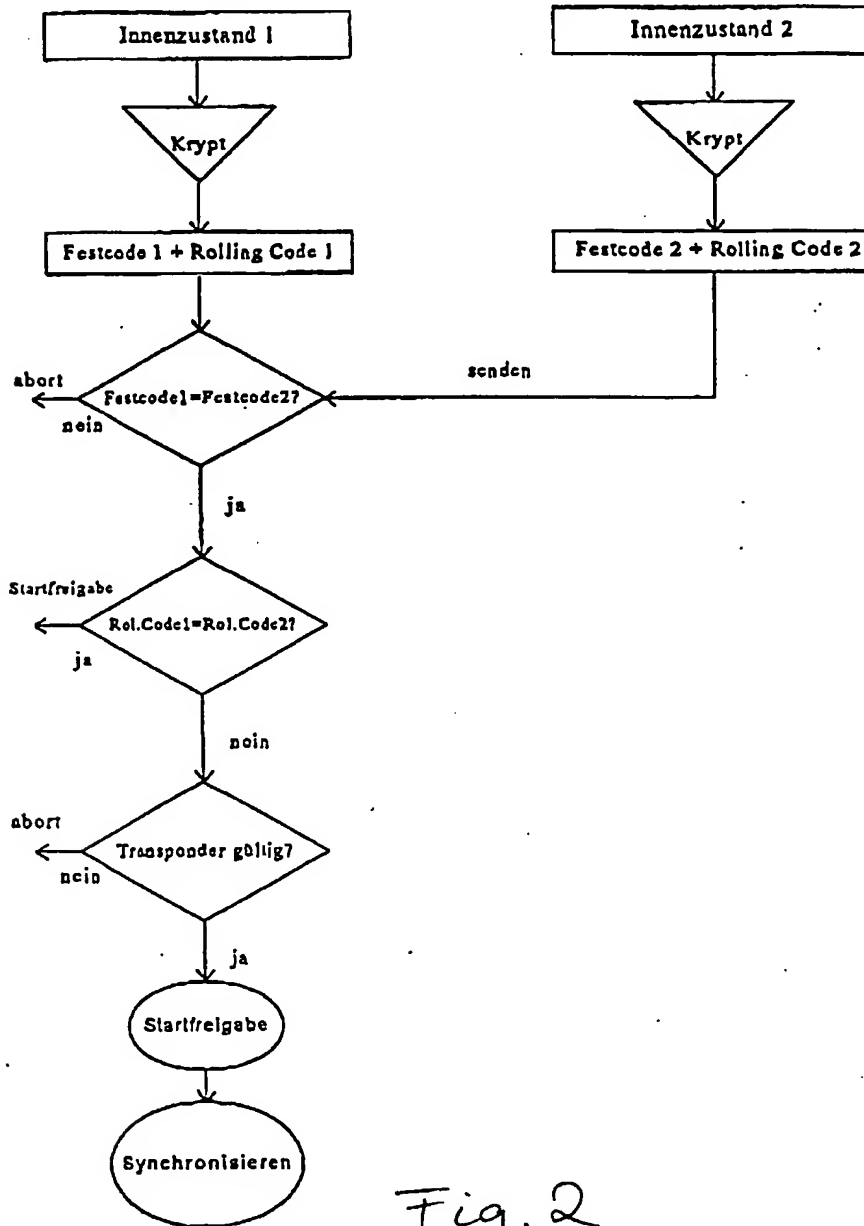 Innenzustand 1
Innenzustand 2
Krypt
Krypt
Festcode 1 + Rolling Code 1
Festcode 2 + Rolling Code 2
senden
abort
Festcode1=Festcode2?
nein
ja
Startfreigabe
Rol.Code1=Rol.Code2?
ja
nein
abort
Transponder gültig?
nein
ja
Startfreigabe
Synchronisieren
Fig. 2